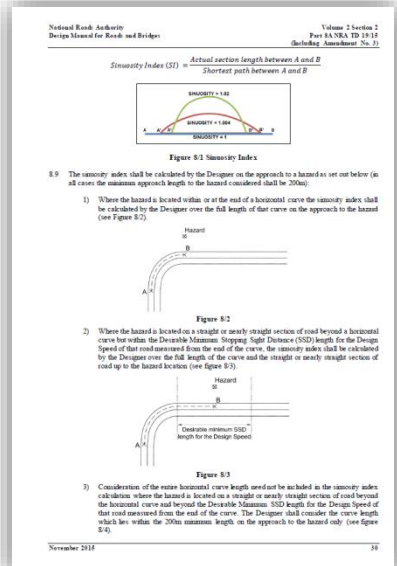 National Roads Authority
Design Manual for Roads and Bridges
Volume 2 Section 2
Part 8A NRA TD 19/15
(Including Amendment No. 3)
Sinuosity Index (SI) = Actual section length between A and B / Shortest path between A and B
SINUOSITY = 1.02
SINUOSITY = 1.004
A A' A' B' B' B
SINUOSITY = 1
Figure 8/1 Sinuosity Index
8.9 The sinuosity index shall be calculated by the Designer on the approach to a hazard as set out below (in
all cases the minimum approach length to the hazard considered shall be 200m):
1) Where the hazard is located within or at the end of a horizontal curve the sinuosity index shall
be calculated by the Designer over the full length of that curve on the approach to the hazard
(see Figure 8/2).
Hazard
B
A
Figure 8/2
2) Where the hazard is located on a straight or nearly straight section of road beyond a horizontal
curve but within the Desirable Minimum Stopping Sight Distance (SSD) length for the Design
Speed of that road measured from the end of the curve, the sinuosity index shall be calculated
by the Designer over the full length of the curve and the straight or nearly straight section of
road up to the hazard location (see figure 8/3).
Hazard
B
Desirable minimum SSD
length for the Design Speed
A
Figure 8/3
3) Consideration of the entire horizontal curve length need not be included in the sinuosity index
calculation where the hazard is located on a straight or nearly straight section of road beyond
the horizontal curve and beyond the Desirable Minimum SSD length for the Design Speed of
that road measured from the end of the curve. The Designer shall consider the curve length
which lies within the 200m minimum length on the approach to the hazard only (see figure
8/4).
November 2015
30